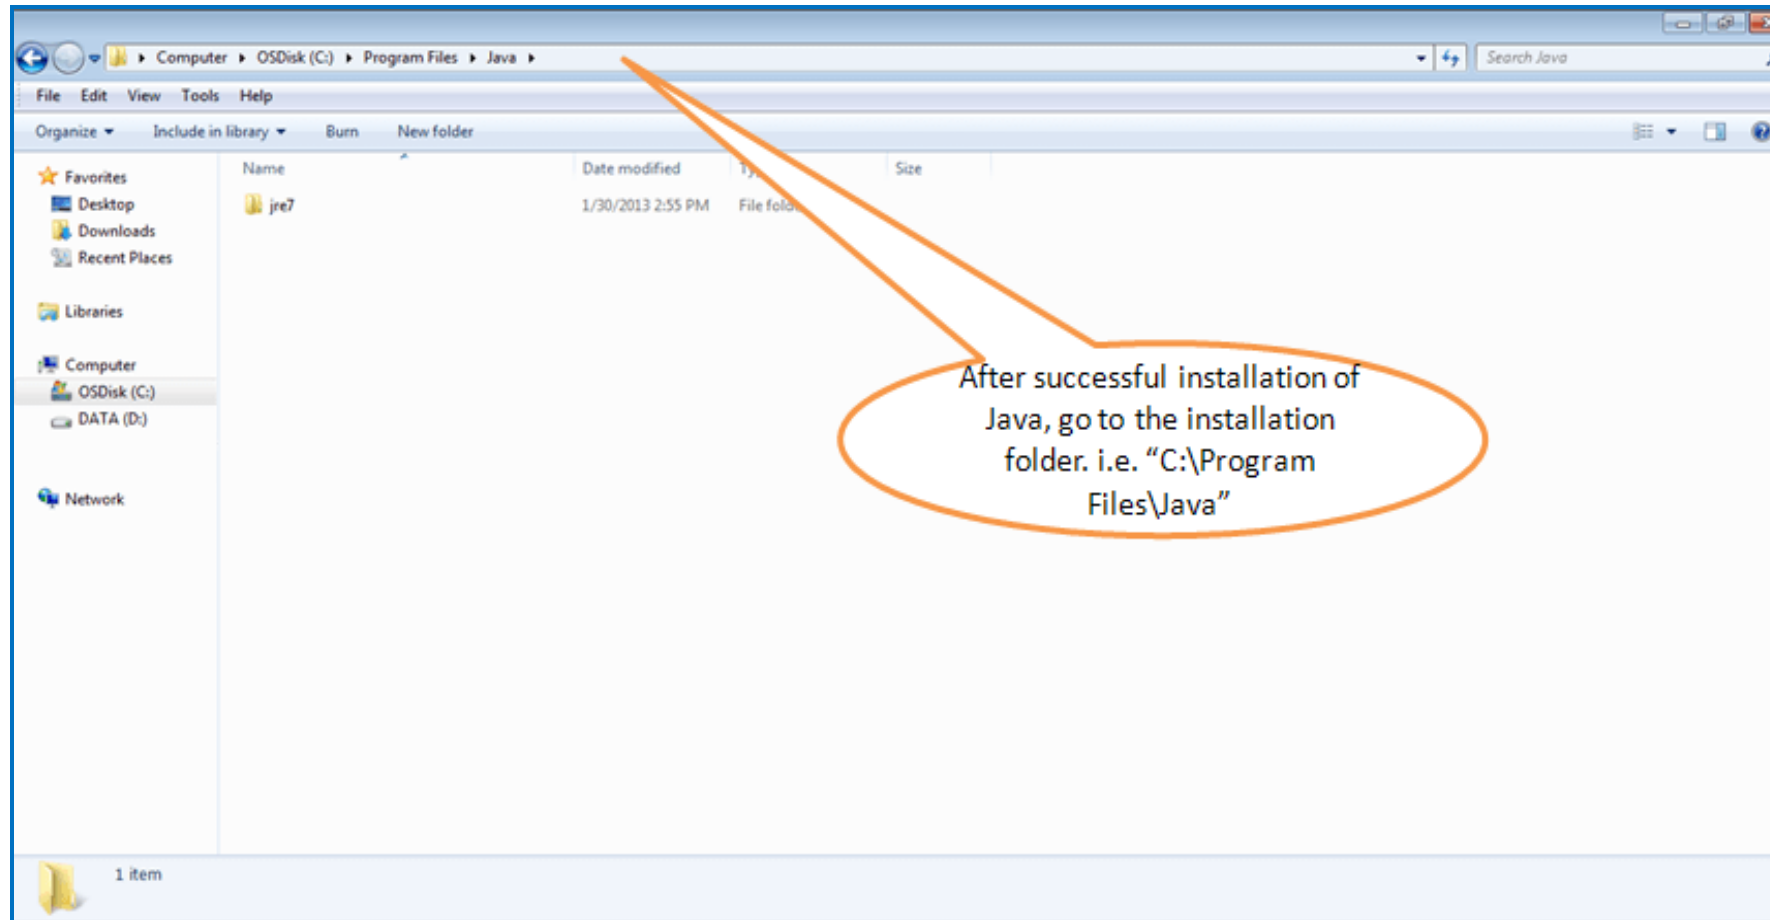 Computer OSDisk (C:) Program Files Java
Search Java
File Edit View Tools Help
Organize Include in library Burn New folder
Name Date modified Size
Favorites
Desktop
Downloads
Recent Places
Libraries
Computer
OSDisk (C:)
DATA (D:)
Network
jre7 1/30/2013 2:55 PM File
After successful installation of
Java, go to the installation
folder. i.e. “C:\Program
Files\Java”
1 item